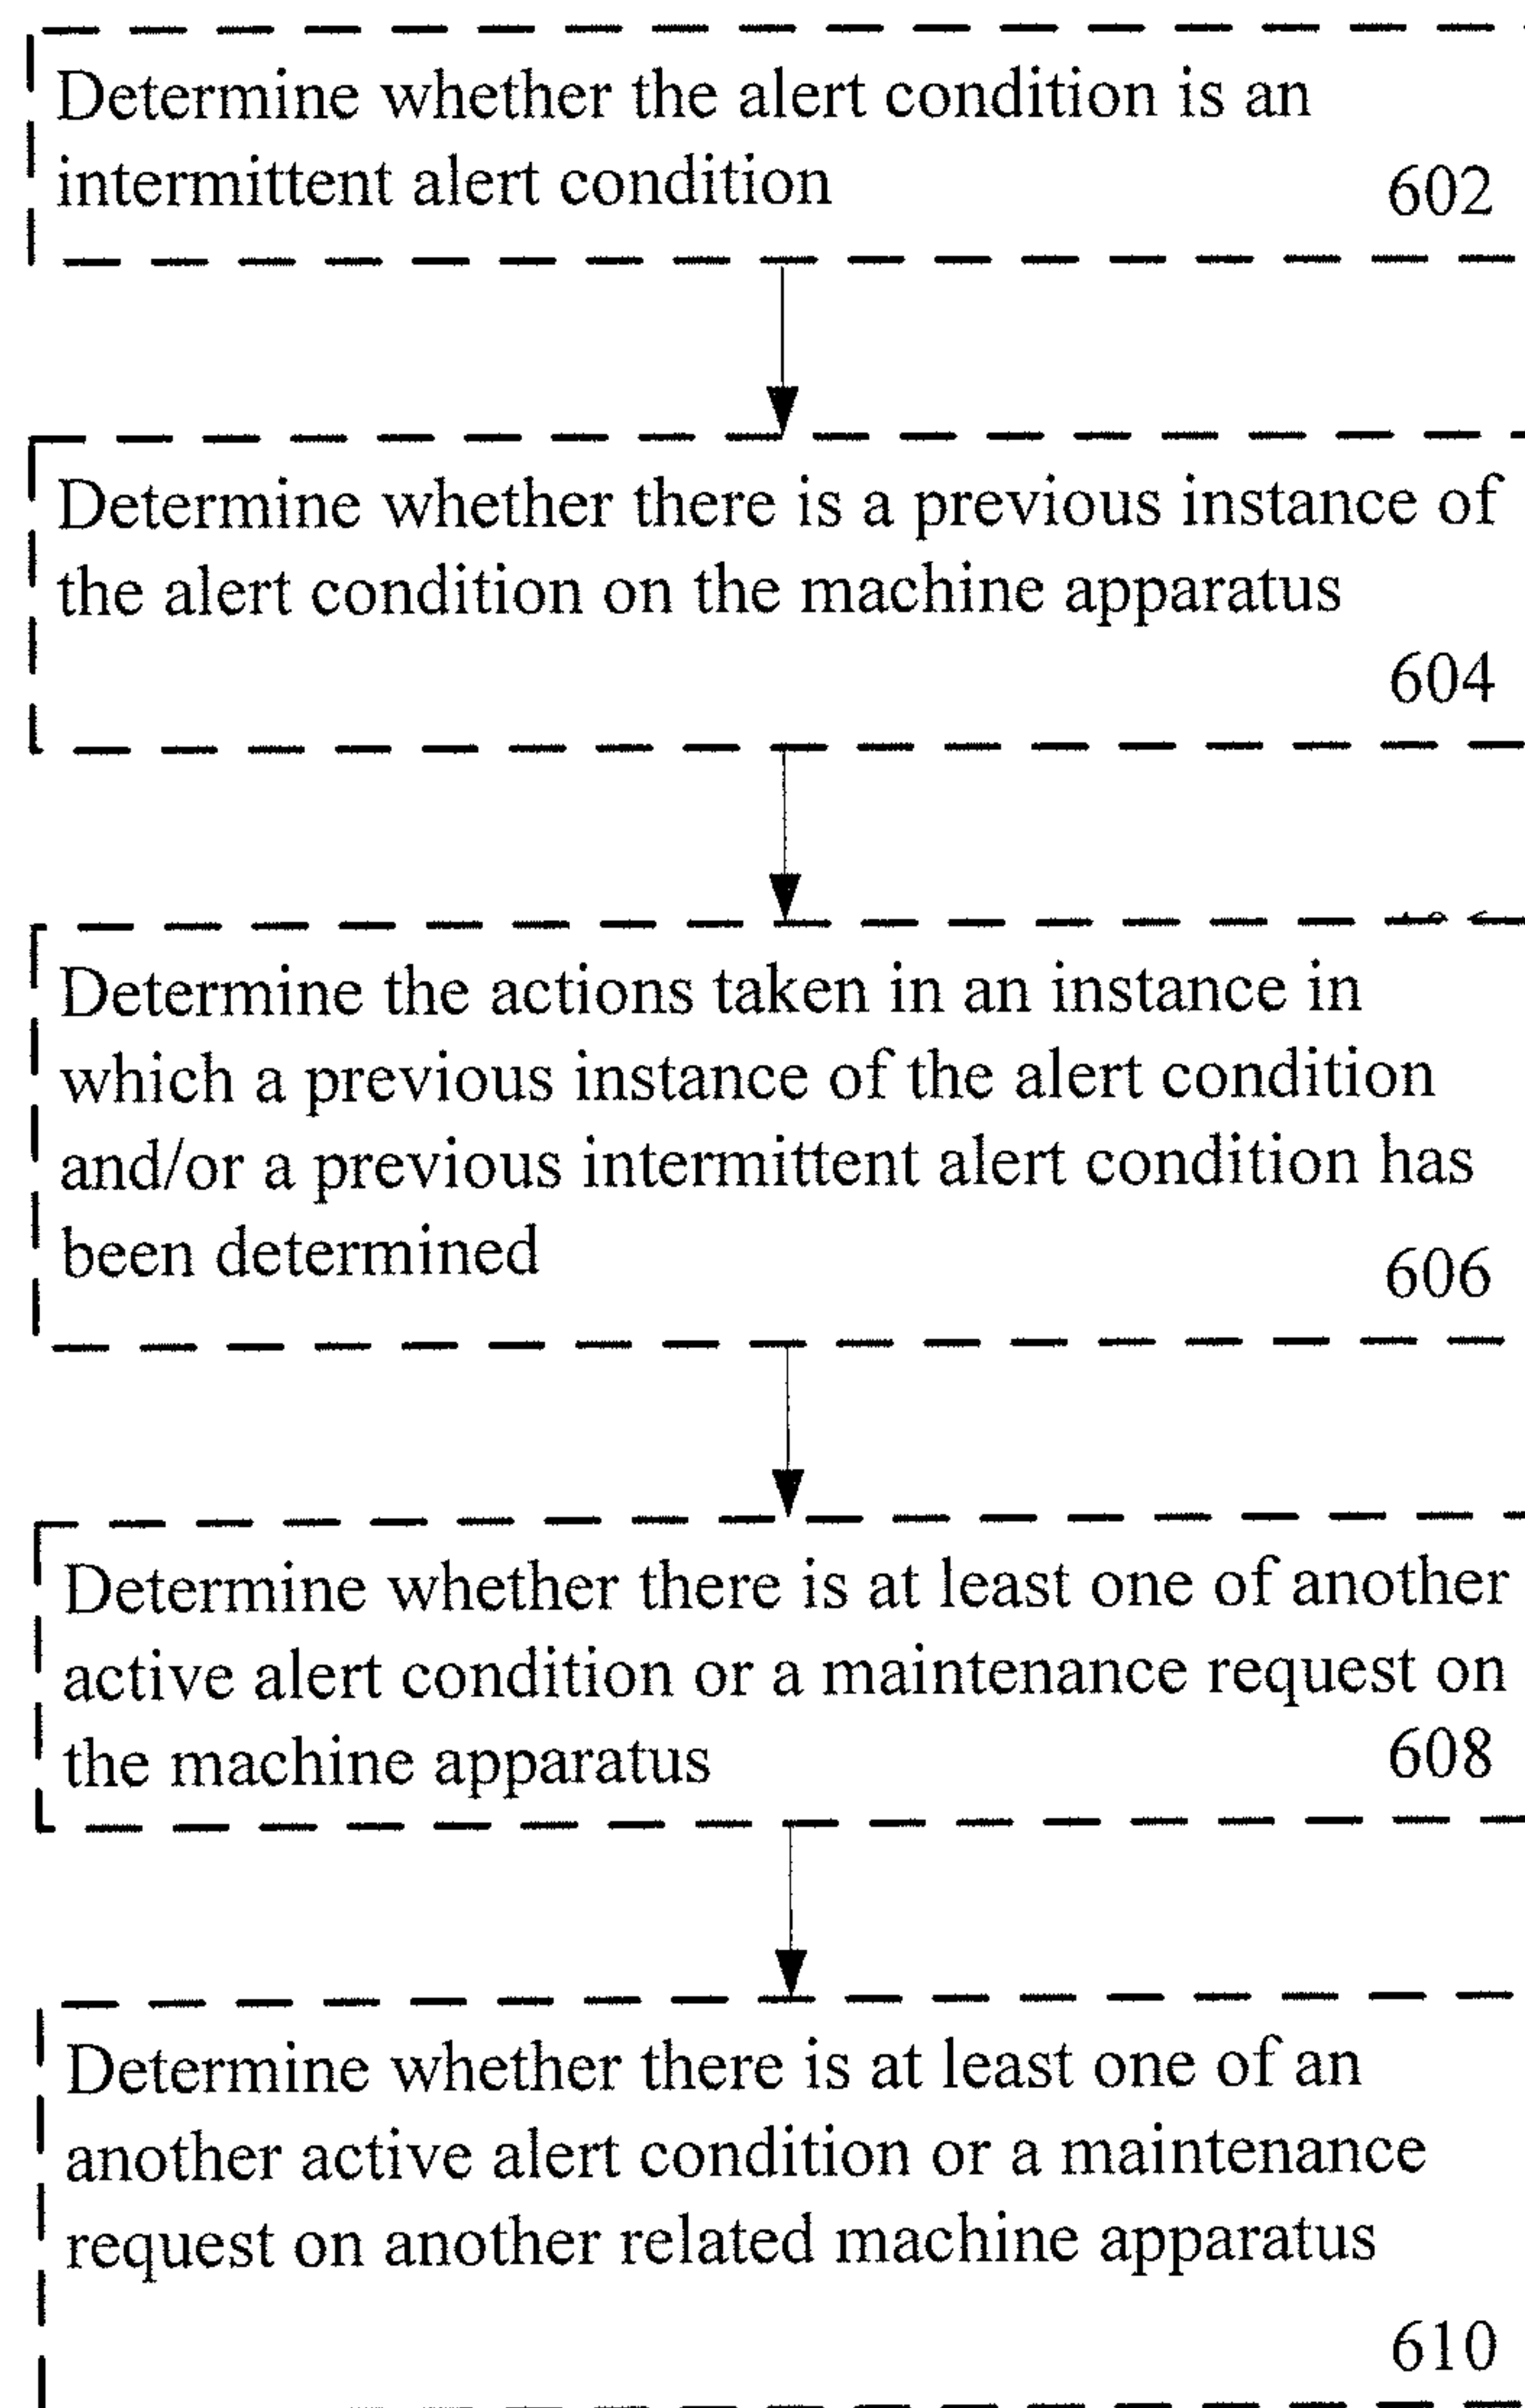 Determine whether the alert condition is an
intermittent alert condition
602
Determine whether there is a previous instance of
the alert condition on the machine apparatus
604
Determine the actions taken in an instance in
which a previous instance of the alert condition
and/or a previous intermittent alert condition has
been determined
606
Determine whether there is at least one of another
active alert condition or a maintenance request on
the machine apparatus
608
Determine whether there is at least one of an
another active alert condition or a maintenance
request on another related machine apparatus
610